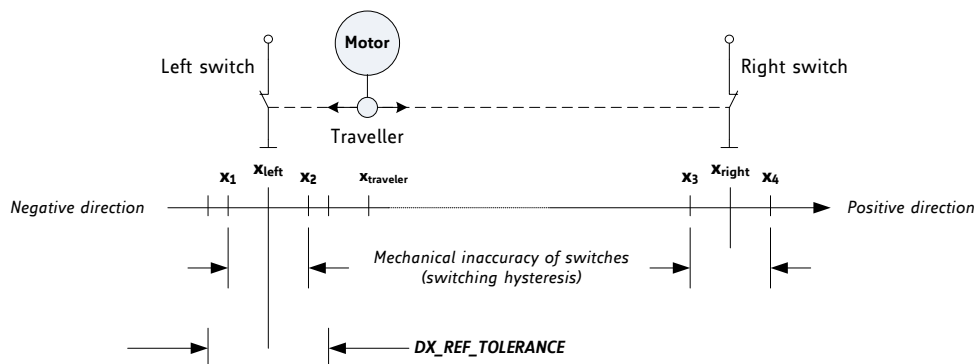 Motor
Left switch
Right switch
Traveller
x1
xleft
x2
xtraveler
x3
xright
x4
Negative direction
Positive direction
Mechanical inaccuracy of switches
(switching hysteresis)
DX_REF_TOLERANCE